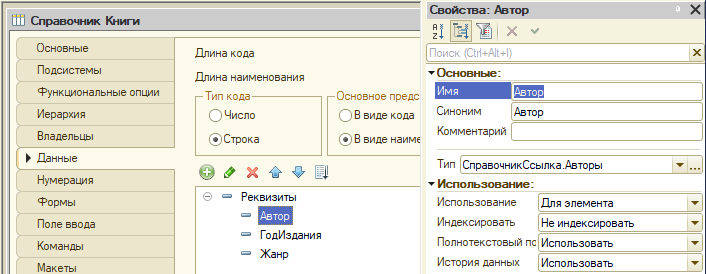 Справочник Книги
Основные
Подсистемы
Функциональные опции
Иерархия
Владельцы
Данные
Нумерация
Формы
Поле ввода
Команды
Макеты
Длина кода
Длина наименования
Тип кода
Число
Строка
Основное предс
В виде кода
В виде наиме
Реквизиты
Автор
ГодИздания
Жанр
Свойства: Автор
Поиск (Ctrl+Alt+I)
Основные:
Имя Автор
Синоним Автор
Комментарий
Тип СправочникСсылка.Авторы
Использование:
Использование Для элемента
Индексировать Не индексировать
Полнотекстовый по Использовать
История данных Использовать